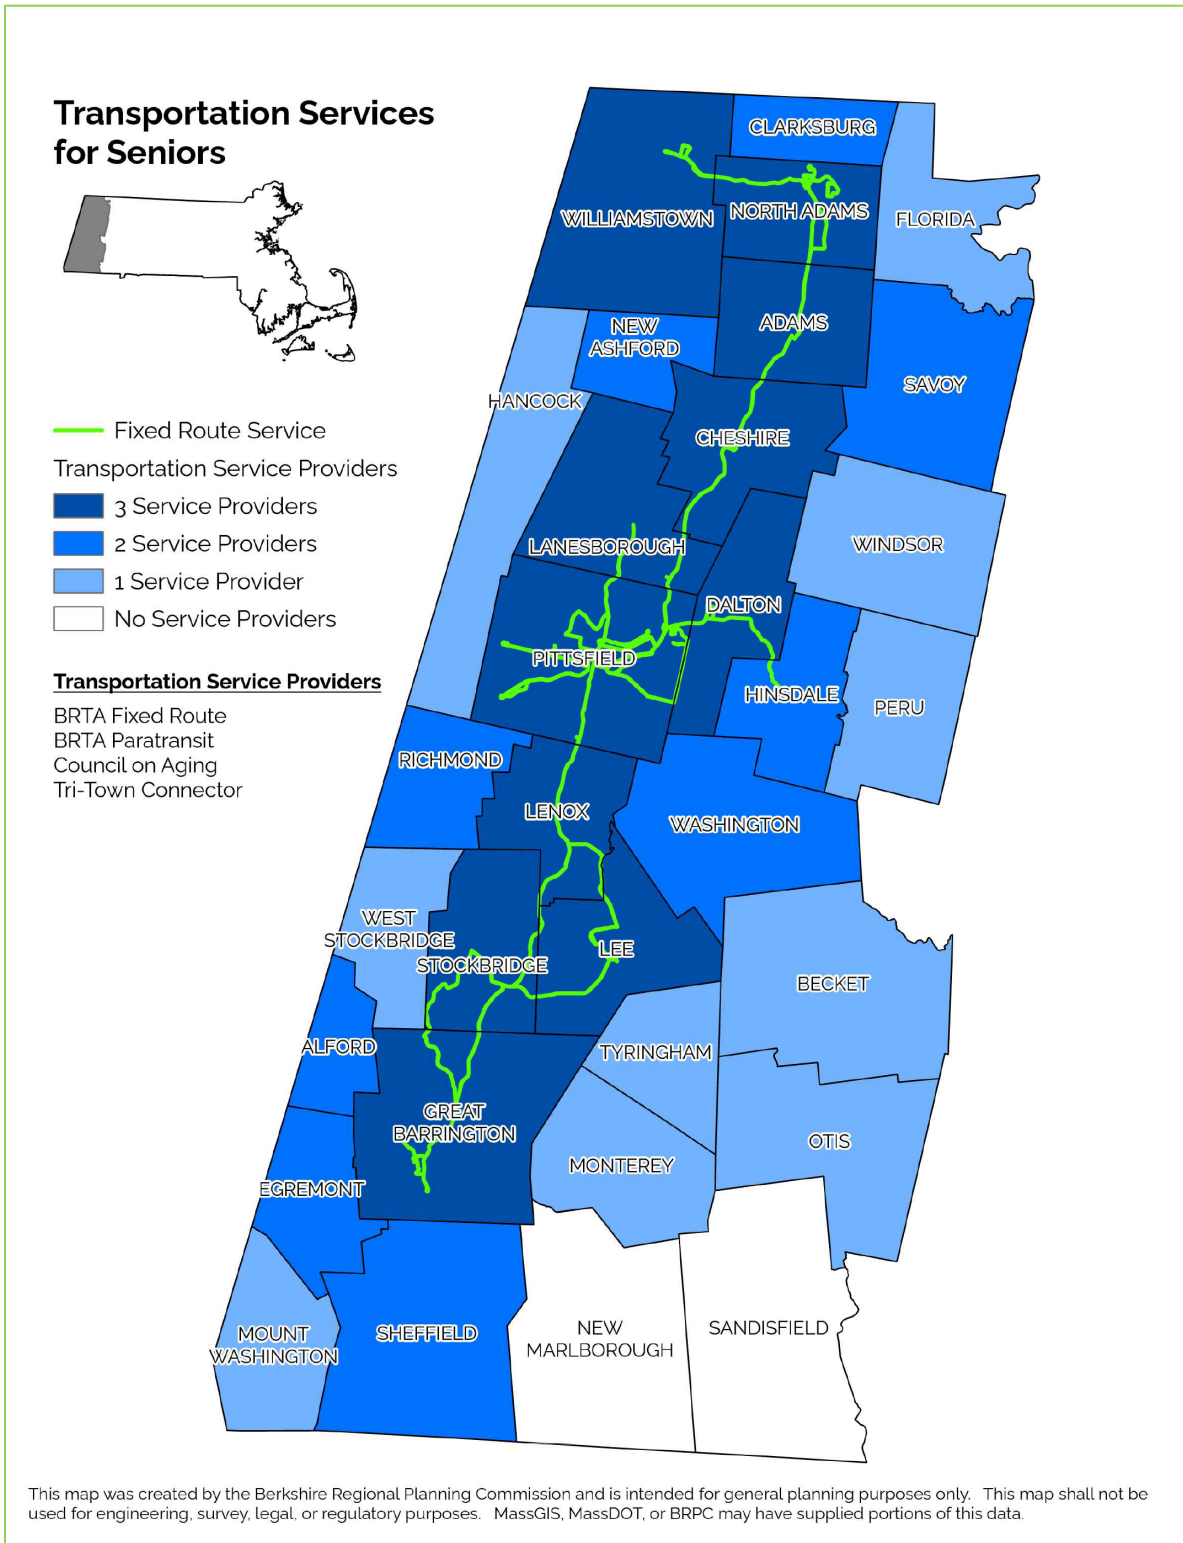 Transportation Services
for Seniors
Fixed Route Service
Transportation Service Providers
3 Service Providers
2 Service Providers
1 Service Provider
No Service Providers
Transportation Service Providers
BRTA Fixed Route
BRTA Paratransit
Council on Aging
Tri-Town Connector
CLARKSBURG
WILLIAMSTOWN
NORTH ADAMS
FLORIDA
ADAMS
NEW
ASHFORD
SAVOY
HANCOCK
CHESHIRE
LANESBOROUGH
WINDSOR
DALTON
PITTSFIELD
HINSDALE
PERU
RICHMOND
LENOX
WASHINGTON
WEST
STOCKBRIDGE
STOCKBRIDGE
LEE
BECKET
ALFORD
TYRINGHAM
GREAT
BARRINGTON
OTIS
MONTEREY
EGREMONT
MOUNT
WASHINGTON
SHEFFIELD
NEW
MARLBOROUGH
SANDISFIELD
This map was created by the Berkshire Regional Planning Commission and is intended for general planning purposes only. This map shall not be
used for engineering, survey, legal, or regulatory purposes. MassGIS, MassDOT, or BRPC may have supplied portions of this data.